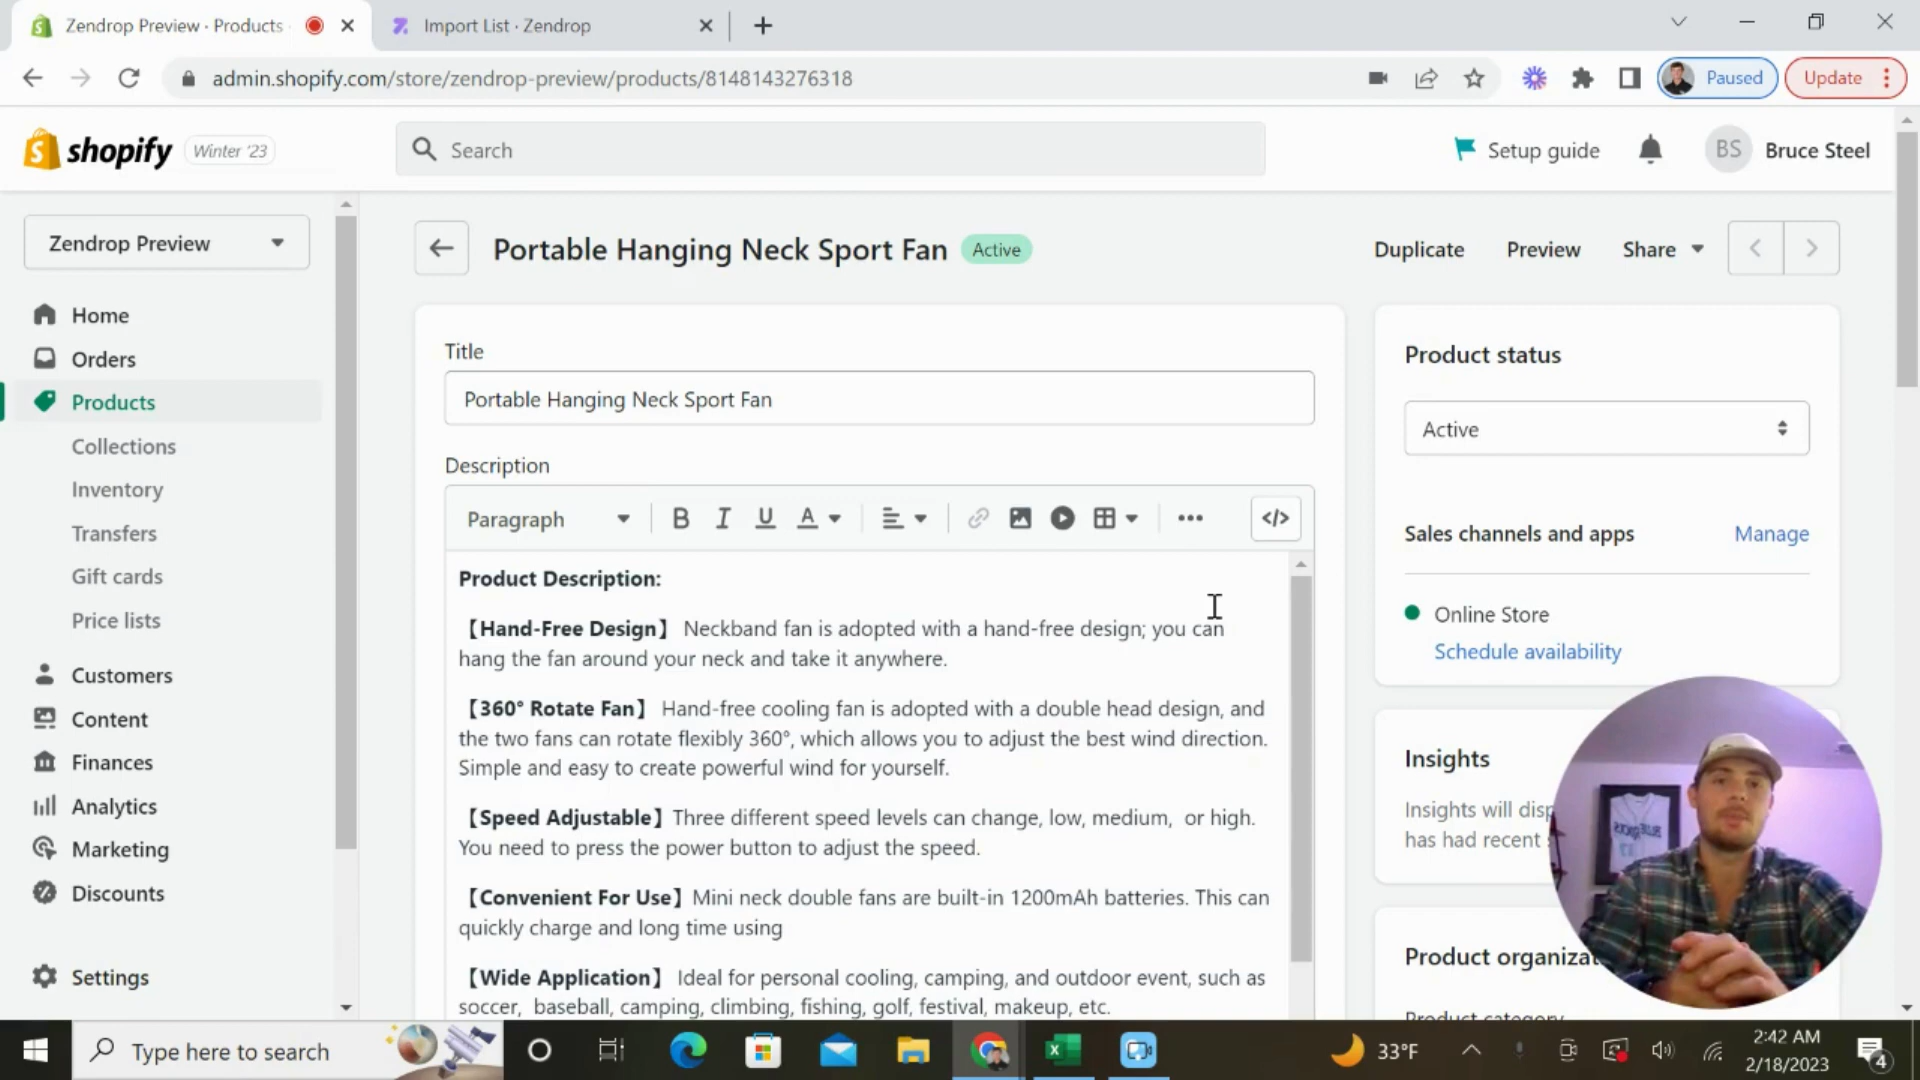 Zendrop Preview · Products
Import List · Zendrop
admin.shopify.com/store/zendrop-preview/products/8148143276318
Paused
Update
shopify
Winter '23
Search
Setup guide
BS
Bruce Steel
Zendrop Preview
Portable Hanging Neck Sport Fan
Active
Duplicate
Preview
Share
Home
Orders
Products
Collections
Inventory
Transfers
Gift cards
Price lists
Customers
Content
Finances
Analytics
Marketing
Discounts
Settings
Title
Portable Hanging Neck Sport Fan
Description
Paragraph
Product Description:
【Hand-Free Design】 Neckband fan is adopted with a hand-free design; you can
hang the fan around your neck and take it anywhere.
【360° Rotate Fan】 Hand-free cooling fan is adopted with a double head design, and
the two fans can rotate flexibly 360°, which allows you to adjust the best wind direction.
Simple and easy to create powerful wind for yourself.
【Speed Adjustable】Three different speed levels can change, low, medium, or high.
You need to press the power button to adjust the speed.
【Convenient For Use】Mini neck double fans are built-in 1200mAh batteries. This can
quickly charge and long time using
【Wide Application】 Ideal for personal cooling, camping, and outdoor event, such as
soccer, baseball, camping, climbing, fishing, golf, festival, makeup, etc.
Product status
Active
Sales channels and apps
Manage
Online Store
Schedule availability
Insights
Insights will disp
has had recent
Product organizat
Product category
Type here to search
33°F
2:42 AM
2/18/2023
4